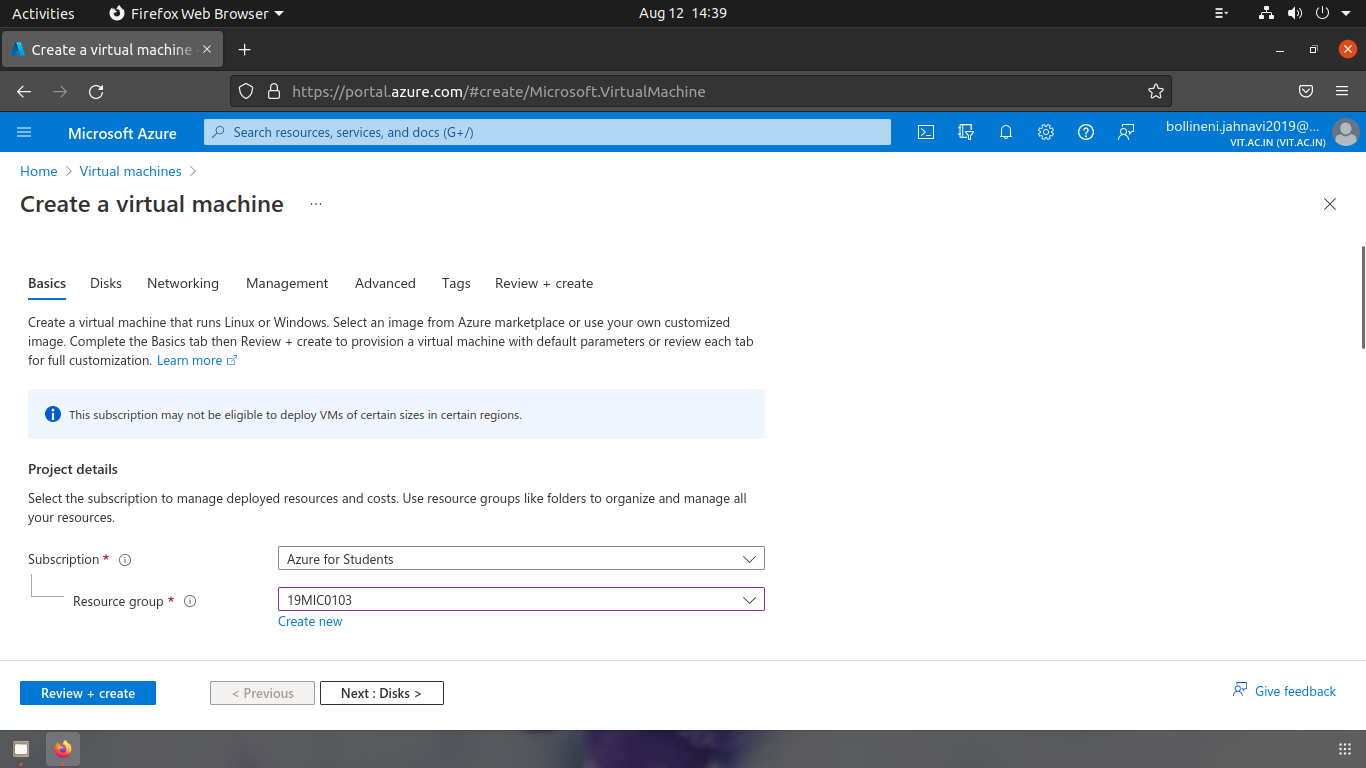 Activities
Firefox Web Browser
Aug 12 14:39
Create a virtual machine
https://portal.azure.com/#create/Microsoft.VirtualMachine
Microsoft Azure
Search resources, services, and docs (G+/)
bollineni.jahnavi2019@...
VIT.AC.IN (VIT.AC.IN)
Home > Virtual machines >
Create a virtual machine ...
Basics Disks Networking Management Advanced Tags Review + create
Create a virtual machine that runs Linux or Windows. Select an image from Azure marketplace or use your own customized
image. Complete the Basics tab then Review + create to provision a virtual machine with default parameters or review each tab
for full customization. Learn more
This subscription may not be eligible to deploy VMs of certain sizes in certain regions.
Project details
Select the subscription to manage deployed resources and costs. Use resource groups like folders to organize and manage all
your resources.
Subscription * Azure for Students
Resource group * 19MIC0103
Create new
Review + create
< Previous
Next : Disks >
Give feedback